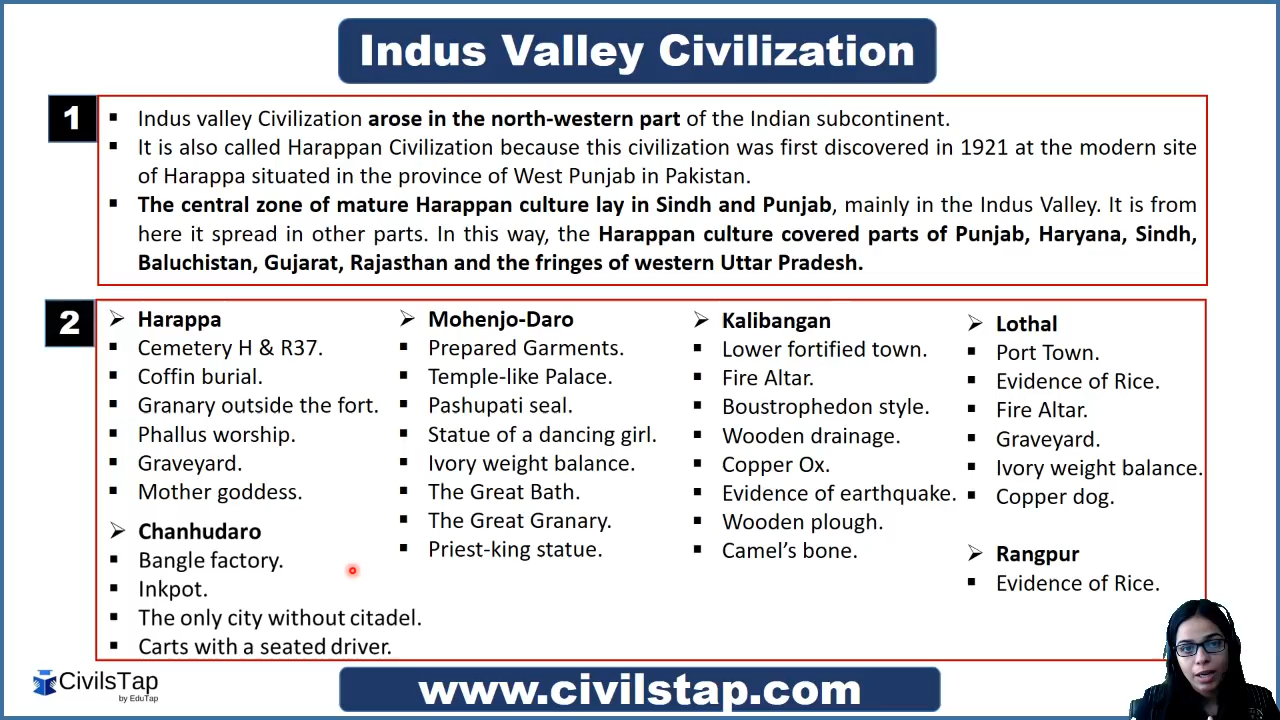 Indus Valley Civilization
1
▪ Indus valley Civilization arose in the north-western part of the Indian subcontinent.
▪ It is also called Harappan Civilization because this civilization was first discovered in 1921 at the modern site
of Harappa situated in the province of West Punjab in Pakistan.
▪ The central zone of mature Harappan culture lay in Sindh and Punjab, mainly in the Indus Valley. It is from
here it spread in other parts. In this way, the Harappan culture covered parts of Punjab, Haryana, Sindh,
Baluchistan, Gujarat, Rajasthan and the fringes of western Uttar Pradesh.
2
➢ Harappa
▪ Cemetery H & R37.
▪ Coffin burial.
▪ Granary outside the fort.
▪ Phallus worship.
▪ Graveyard.
▪ Mother goddess.
➢ Chanhudaro
▪ Bangle factory.
▪ Inkpot.
▪ The only city without citadel.
▪ Carts with a seated driver.
➢ Mohenjo-Daro
▪ Prepared Garments.
▪ Temple-like Palace.
▪ Pashupati seal.
▪ Statue of a dancing girl.
▪ Ivory weight balance.
▪ The Great Bath.
▪ The Great Granary.
▪ Priest-king statue.
➢ Kalibangan
▪ Lower fortified town.
▪ Fire Altar.
▪ Boustrophedon style.
▪ Wooden drainage.
▪ Copper Ox.
▪ Evidence of earthquake.
▪ Wooden plough.
▪ Camel's bone.
➢ Lothal
▪ Port Town.
▪ Evidence of Rice.
▪ Fire Altar.
▪ Graveyard.
▪ Ivory weight balance.
▪ Copper dog.
➢ Rangpur
▪ Evidence of Rice.
CivilsTap
by EduTap
www.civilstap.com